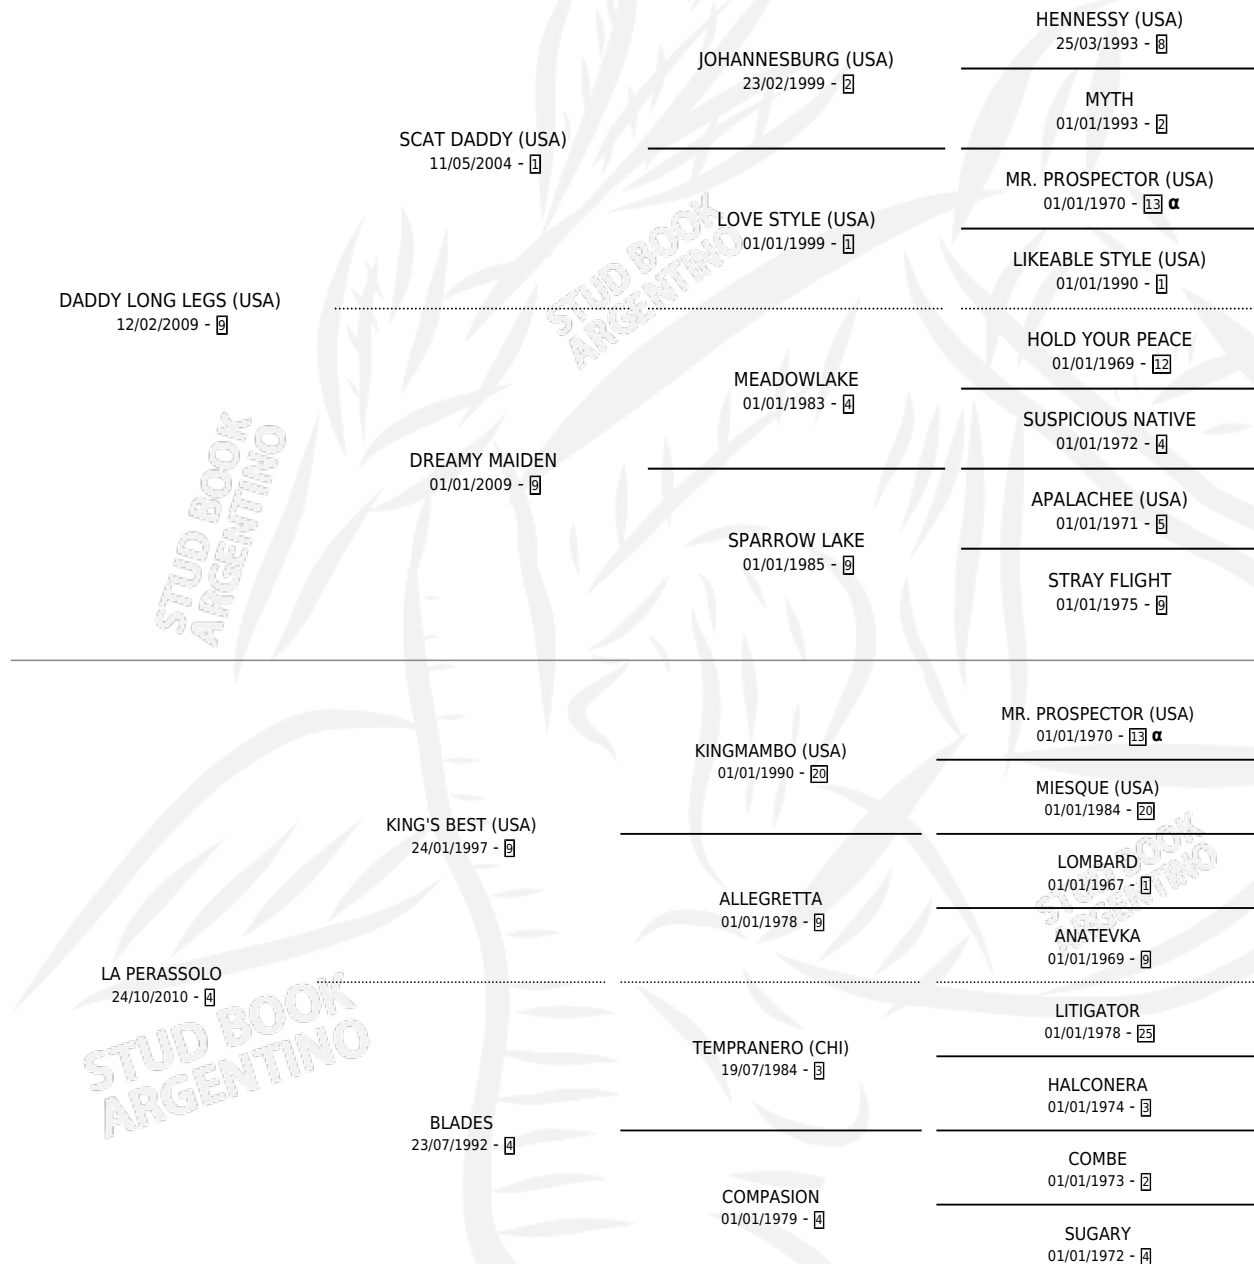 HENNESSY (USA)
25/03/1993 - 8
JOHANNESBURG (USA)
23/02/1999 - 2
MYTH
01/01/1993 - 2
SCAT DADDY (USA)
11/05/2004 - 1
MR. PROSPECTOR (USA)
01/01/1970 - 13 α
LOVE STYLE (USA)
01/01/1999 - 1
LIKEABLE STYLE (USA)
01/01/1990 - 1
DADDY LONG LEGS (USA)
12/02/2009 - 9
STUD BOOK
ARGENTINO
HOLD YOUR PEACE
01/01/1969 - 12
MEADOWLAKE
01/01/1983 - 4
SUSPICIOUS NATIVE
01/01/1972 - 4
DREAMY MAIDEN
01/01/2009 - 9
APALACHEE (USA)
01/01/1971 - 5
SPARROW LAKE
01/01/1985 - 9
STRAY FLIGHT
01/01/1975 - 9
STUD BOOK
ARGENTINO
MR. PROSPECTOR (USA)
01/01/1970 - 13 α
KINGMAMBO (USA)
01/01/1990 - 20
MIESQUE (USA)
01/01/1984 - 20
KING'S BEST (USA)
24/01/1997 - 9
LOMBARD
01/01/1967 - 1
STUD BOOK
ARGENTINO
ALLEGRETTA
01/01/1978 - 9
ANATEVKA
01/01/1969 - 9
LA PERASSOLO
24/10/2010 - 4
STUD BOOK
ARGENTINO
LITIGATOR
01/01/1978 - 25
TEMPRANERO (CHI)
19/07/1984 - 3
HALCONERA
01/01/1974 - 3
BLADES
23/07/1992 - 4
COMBE
01/01/1973 - 2
COMPASION
01/01/1979 - 4
SUGARY
01/01/1972 - 4